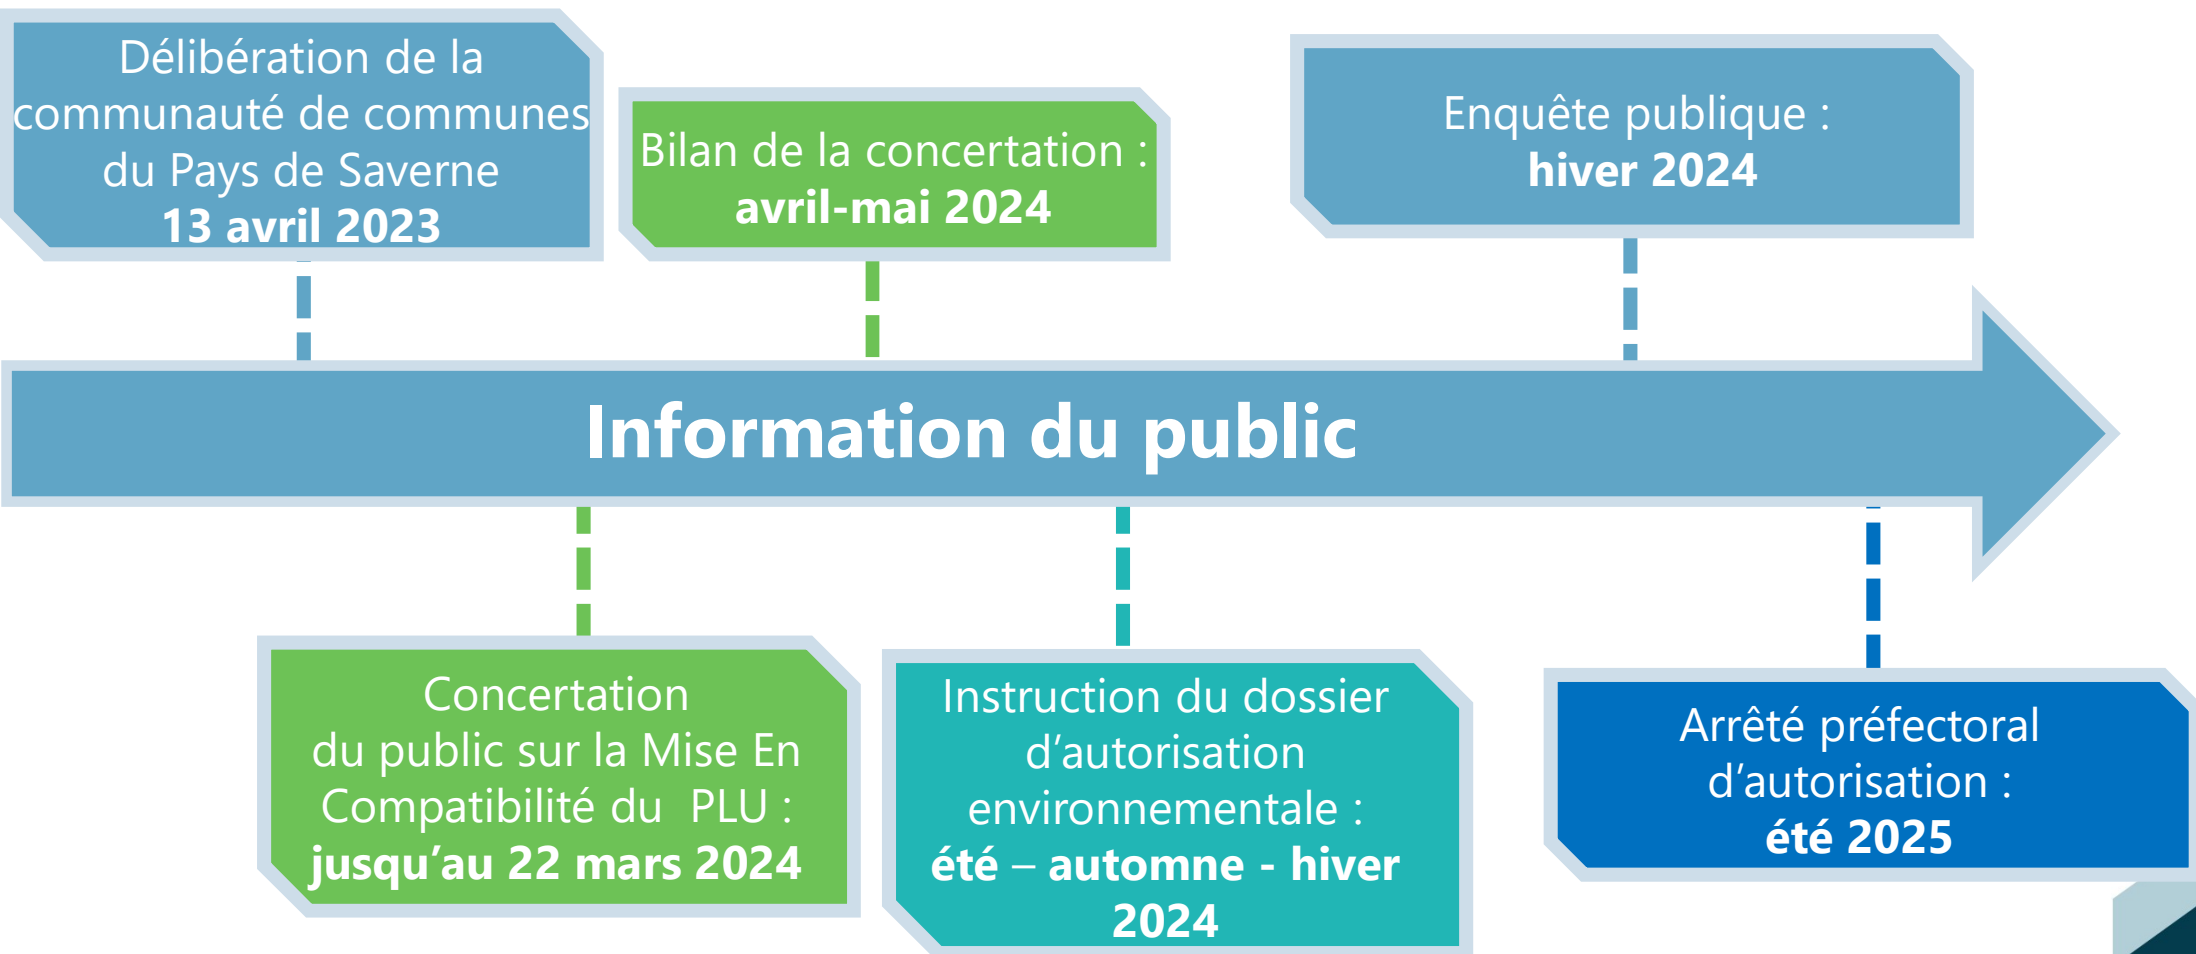 Délibération de la
communauté de communes
du Pays de Saverne
13 avril 2023
Bilan de la concertation :
avril-mai 2024
Enquête publique :
hiver 2024
Information du public
Concertation
du public sur la Mise En
Compatibilité du  PLU :
jusqu’au 22 mars 2024
Instruction du dossier
d’autorisation
environnementale :
été – automne - hiver
2024
Arrêté préfectoral
d’autorisation :
été 2025